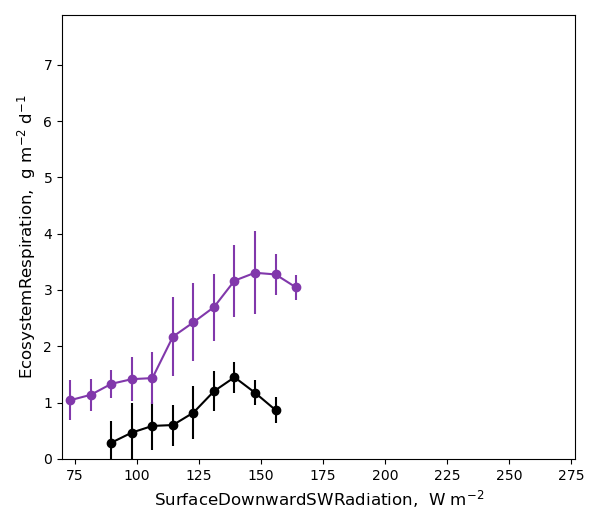 7
6
5
4
3
2
1
0
EcosystemRespiration, g m⁻² d⁻¹
75 100 125 150 175 200 225 250 275
SurfaceDownwardSWRadiation, W m⁻²